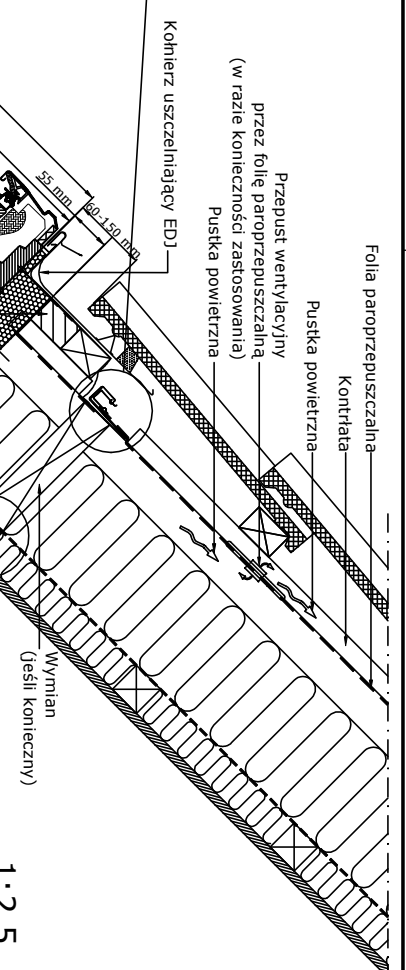 Folia paroprzepuszczalna
Kontrłata
Pustka powietrzna
Przepust wentylacyjny
przez folię paroprzepuszczalną
(w razie konieczności zastosowania)
Pustka powietrzna
Kołnierz uszczelniający EDJ
60-150 mm
55 mm
Wymian
(jeśli konieczny)
1:2,5